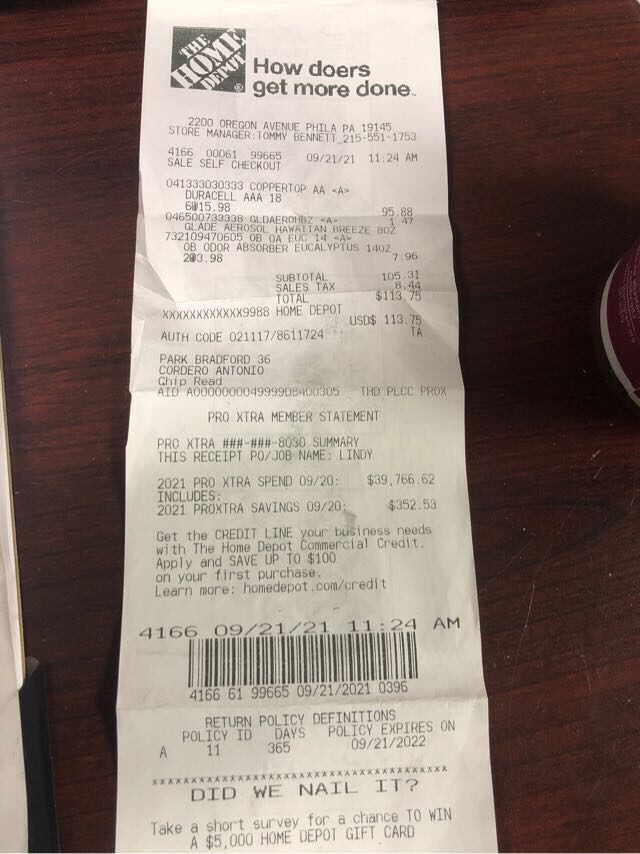 THE
HOME
DEPOT
®
How doers
get more done™
2200 OREGON AVENUE PHILA PA 19145
STORE MANAGER:TOMMY BENNETT 215-551-1753
4166 00061 99665 09/21/21 11:24 AM
SALE SELF CHECKOUT
041333030333 COPPERTOP AA <A>
DURACELL AAA 18
6@15.98 95.88
046500733338 GLDAEROHBZ <A> 1.47
GLADE AEROSOL HAWAIIAN BREEZE 8OZ
732109470605 OB OA EUC 14 <A>
OB ODOR ABSORBER EUCALYPTUS 14OZ
2@3.98 7.96
SUBTOTAL 105.31
SALES TAX 8.44
TOTAL $113.75
XXXXXXXXXXXX9988 HOME DEPOT
USD$ 113.75
AUTH CODE 021117/8611724 TA
PARK BRADFORD 36
CORDERO ANTONIO
Chip Read
AID A0000000049999D8400305 THD PLCC PROX
PRO XTRA MEMBER STATEMENT
PRO XTRA ###-###-8030 SUMMARY
THIS RECEIPT PO/JOB NAME: LINDY
2021 PRO XTRA SPEND 09/20: $39,766.62
INCLUDES:
2021 PROXTRA SAVINGS 09/20: $352.53
Get the CREDIT LINE your business needs
with The Home Depot Commercial Credit.
Apply and SAVE UP TO $100
on your first purchase.
Learn more: homedepot.com/credit
4166 09/21/21 11:24 AM
4166 61 99665 09/21/2021 0396
RETURN POLICY DEFINITIONS
POLICY ID DAYS POLICY EXPIRES ON
A 11 365 09/21/2022
****************************************
DID WE NAIL IT?
Take a short survey for a chance TO WIN
A $5,000 HOME DEPOT GIFT CARD